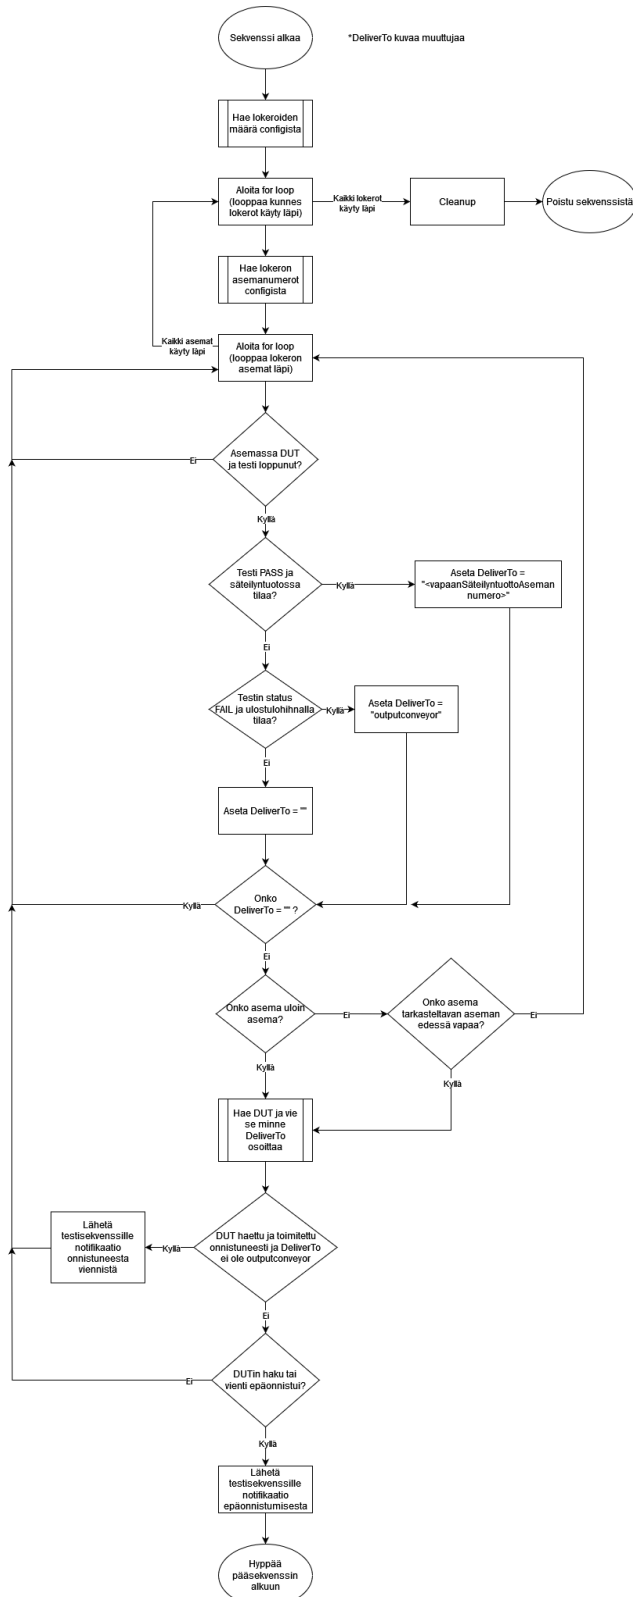 Sekvenssi alkaa
*DeliverTo kuvaa muuttujaa
Hae lokeroiden
määrä configista
Aloita for loop
(looppaa kunnes
lokerot käyty läpi)
Kaikki lokerot
käyty läpi
Cleanup
Poistu sekvenssistä
Hae lokeron
asemanumerot
configista
Kaikki asemat
käyty läpi
Aloita for loop
(looppaa lokeron
asemat läpi)
Asemassa DUT
ja testi loppunut?
Ei
Kyllä
Testi PASS ja
säteilyntuotossa
tilaa?
Kyllä
Aseta DeliverTo =
"<vapaanSäteilyntuottoAseman
numero>"
Ei
Testin status
FAIL ja ulostulohihnalla
tilaa?
Kyllä
Aseta DeliverTo =
"outputconveyor"
Ei
Aseta DeliverTo = ""
Onko
DeliverTo = "" ?
Kyllä
Ei
Onko asema uloin
asema?
Ei
Onko asema
tarkasteltavan aseman
edessä vapaa?
Ei
Kyllä
Kyllä
Hae DUT ja vie
se minne
DeliverTo
osoittaa
DUT haettu ja toimitettu
onnistuneesti ja DeliverTo
ei ole outputconveyor
Kyllä
Lähetä
testisekvenssille
notifikaatio
onnistuneesta
viennistä
Ei
DUTin haku tai
vienti epäonnistui?
Ei
Kyllä
Lähetä
testisekvenssille
notifikaatio
epäonnistumisesta
Hyppää
pääsekvenssin
alkuun